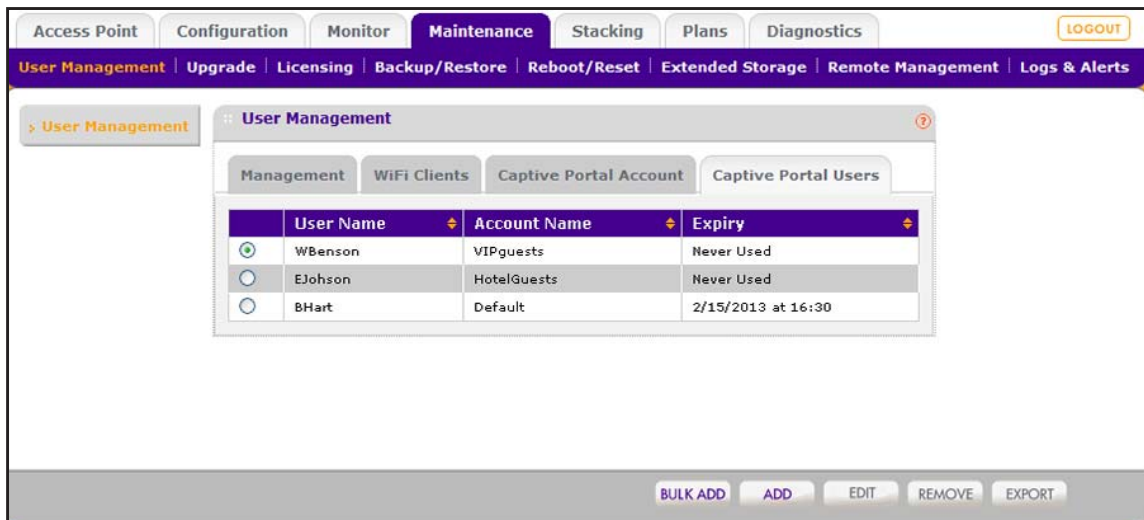 Access Point Configuration Monitor Maintenance Stacking Plans Diagnostics LOGOUT
User Management Upgrade Licensing Backup/Restore Reboot/Reset Extended Storage Remote Management Logs & Alerts
User Management
User Management ?
Management WiFi Clients Captive Portal Account Captive Portal Users
User Name Account Name Expiry
WBenson VIPguests Never Used
EJohson HotelGuests Never Used
BHart Default 2/15/2013 at 16:30
BULK ADD ADD EDIT REMOVE EXPORT